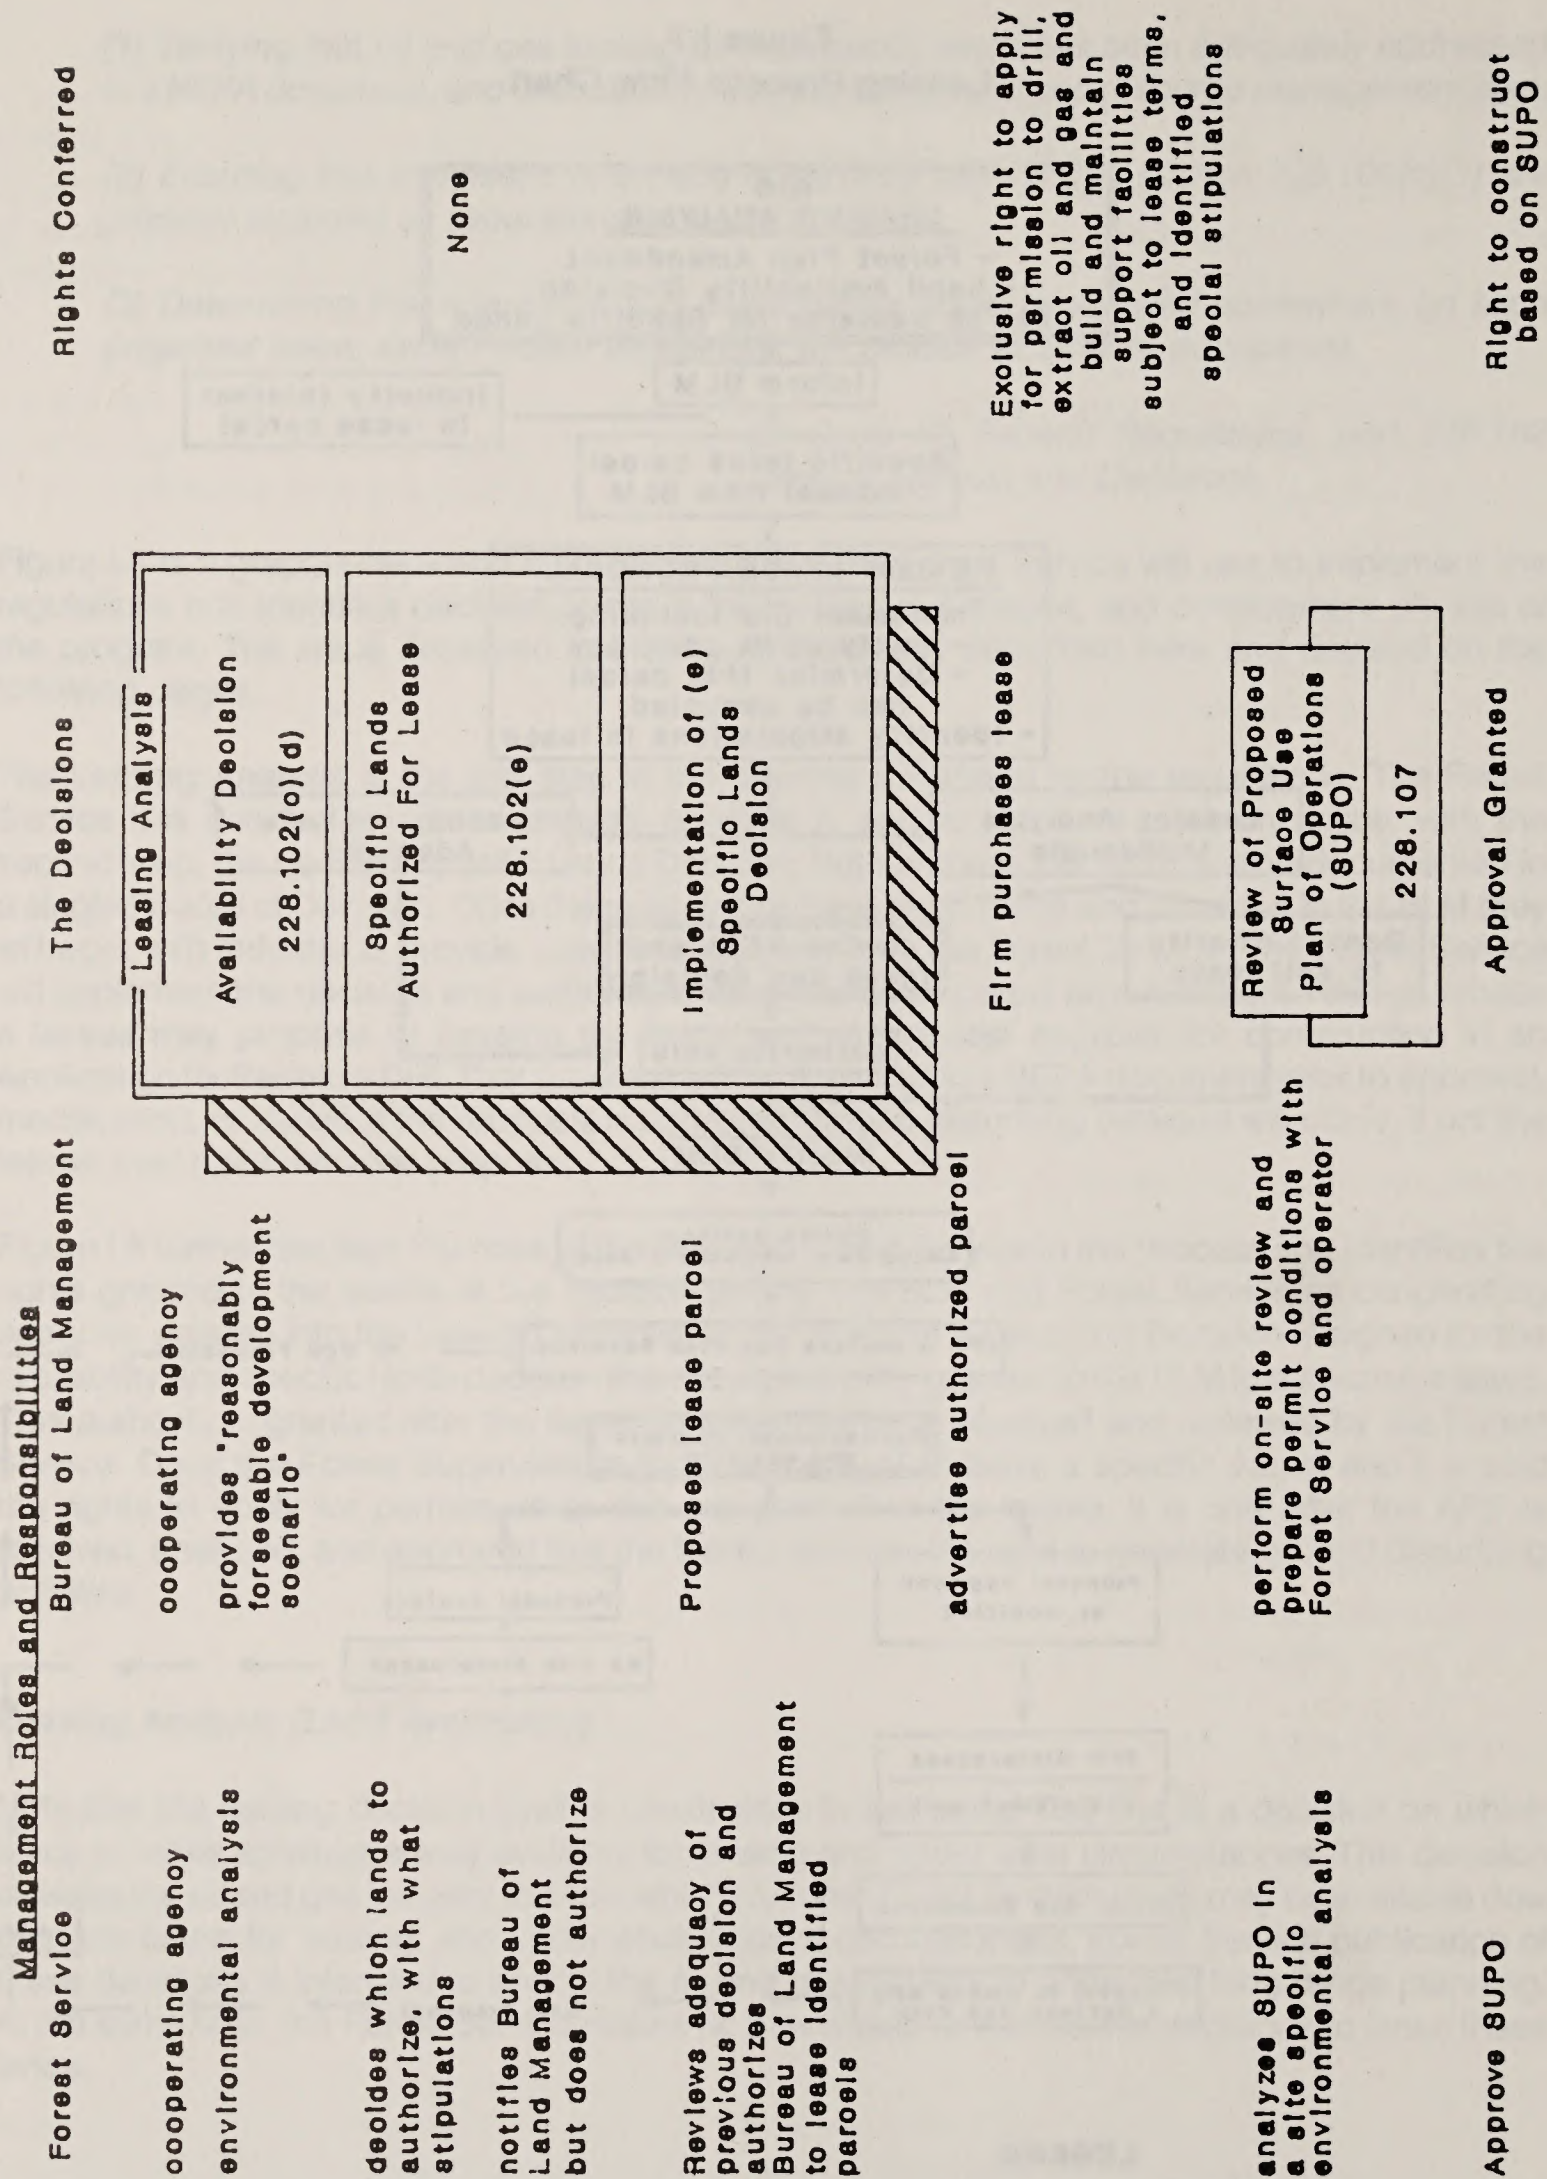 Management Roles and Responsibilities
Forest Service
Bureau of Land Management
The Decisions
Rights Conferred
cooperating agency
environmental analysis
decides which lands to
authorize, with what
stipulations
notifies Bureau of
Land Management
but does not authorize
cooperating agency
provides "reasonably
forseeable development
scenario"
Leasing Analysis
Availability Decision
228.102(c)(d)
Specific Lands
Authorized For Lease
228.102(e)
None
Reviews adequacy of
previous decision and
authorizes
Bureau of Land Management
to lease identified
parcels
Proposes lease parcel
Implementation of (e)
Specific Lands
Decision
advertise authorized parcel
Firm purchases lease
Exclusive right to apply
for permission to drill,
extract oil and gas and
build and maintain
support facilities
subject to lease terms,
and identified
special stipulations
analyzes SUPO in
a site specific
environmental analysis
perform on-site review and
prepare permit conditions with
Forest Service and operator
Review of Proposed
Surface Use
Plan of Operations
(SUPO)
228.107
Approve SUPO
Approval Granted
Right to construct
based on SUPO